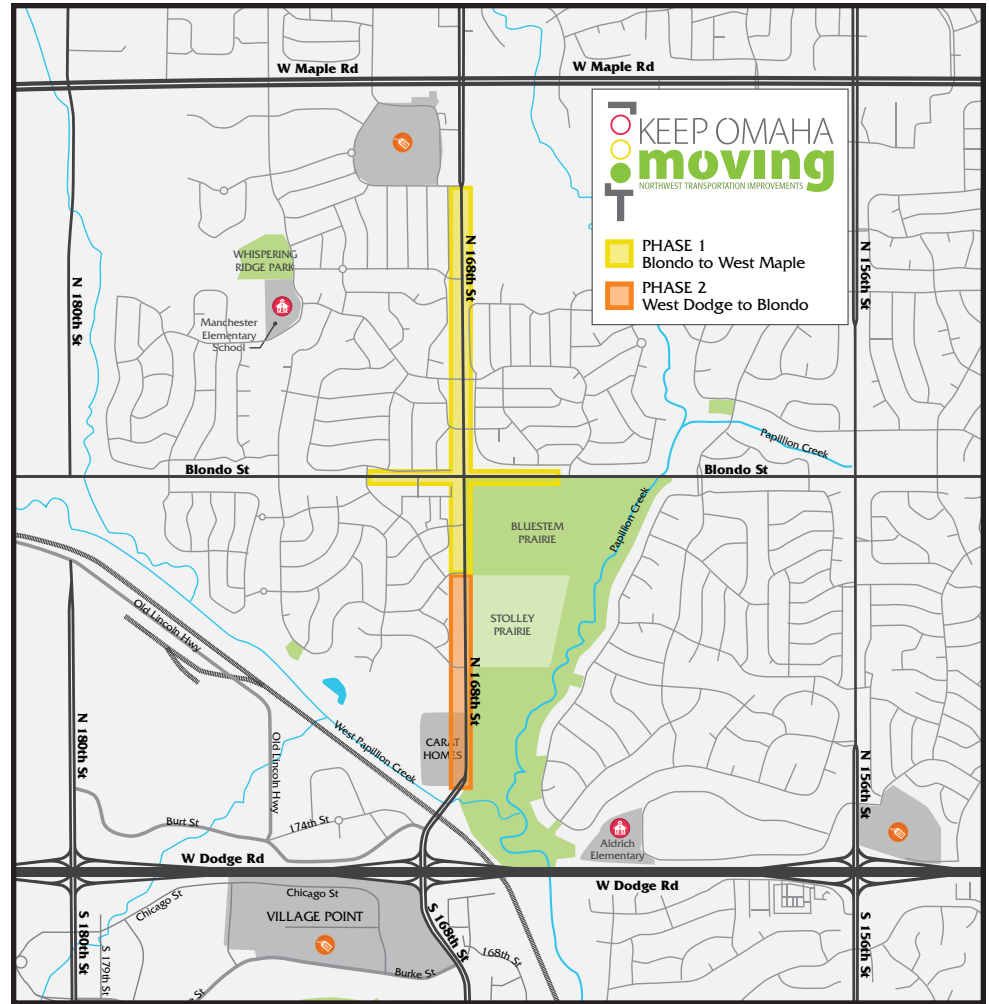 W Maple Rd
W Maple Rd
KEEP OMAHA
moving
NORTHWEST TRANSPORTATION IMPROVEMENTS
PHASE 1
Blondo to West Maple
PHASE 2
West Dodge to Blondo
N 180th St
N 168th St
N 156th St
WHISPERING
RIDGE PARK
Manchester
Elementary
School
Papillion Creek
Blondo St
Blondo St
Papillion Creek
BLUESTEM
PRAIRIE
STOLLEY
PRAIRIE
Old Lincoln Hwy
N 168th St
West Papillion Creek
CARAT
HOMES
N 180th St
Old Lincoln Hwy
N 156th St
Burt St
174th St
Aldrich
Elementary
W Dodge Rd
W Dodge Rd
Chicago St
Chicago St
VILLAGE POINT
S 180th St
S 179th St
S 168th St
168th St
S 156th St
Burke St
St